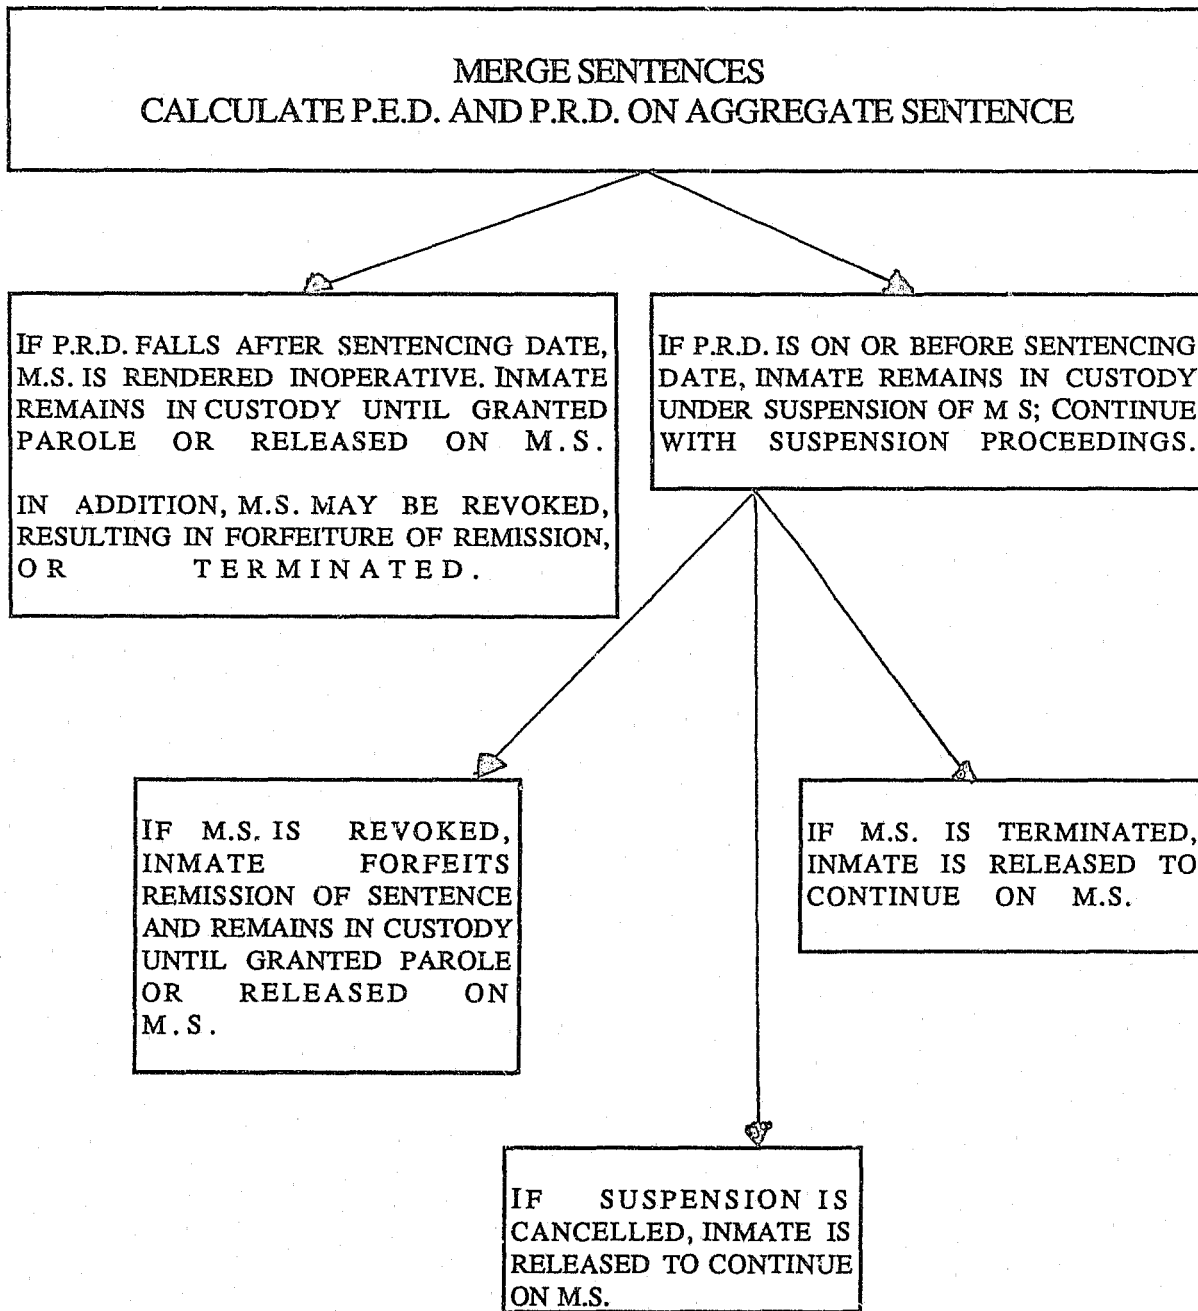 MERGE SENTENCES
CALCULATE P.E.D. AND P.R.D. ON AGGREGATE SENTENCE
IF P.R.D. FALLS AFTER SENTENCING DATE,
M.S. IS RENDERED INOPERATIVE. INMATE
REMAINS IN CUSTODY UNTIL GRANTED
PAROLE OR RELEASED ON M.S.
IN ADDITION, M.S. MAY BE REVOKED,
RESULTING IN FORFEITURE OF REMISSION,
OR TERMINATED.
IF P.R.D. IS ON OR BEFORE SENTENCING
DATE, INMATE REMAINS IN CUSTODY
UNDER SUSPENSION OF M S; CONTINUE
WITH SUSPENSION PROCEEDINGS.
IF M.S. IS REVOKED,
INMATE FORFEITS
REMISSION OF SENTENCE
AND REMAINS IN CUSTODY
UNTIL GRANTED PAROLE
OR RELEASED ON
M.S.
IF M.S. IS TERMINATED,
INMATE IS RELEASED TO
CONTINUE ON M.S.
IF SUSPENSION IS
CANCELLED, INMATE IS
RELEASED TO CONTINUE
ON M.S.